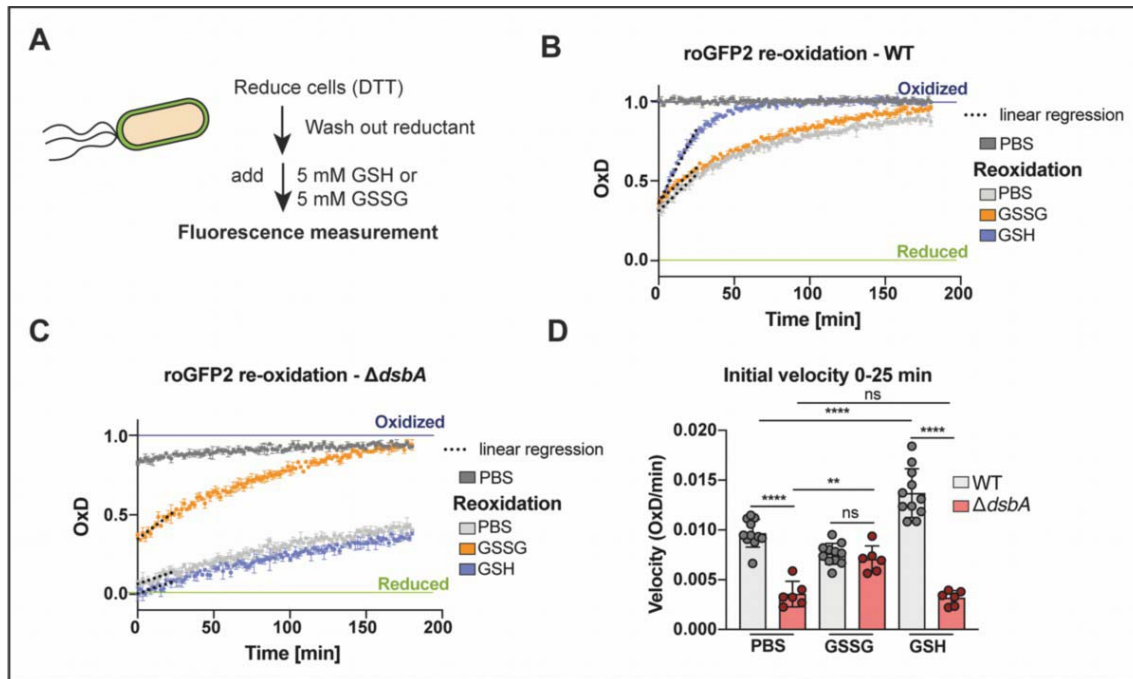 A
Reduce cells (DTT)
Wash out reductant
add
5 mM GSH or
5 mM GSSG
Fluorescence measurement
B
roGFP2 re-oxidation - WT
Oxidized
1.0
0.5
0.0
OxD
Reduced
0
50
100
150
200
Time [min]
linear regression
PBS
Reoxidation
PBS
GSSG
GSH
C
roGFP2 re-oxidation - ΔdsbA
Oxidized
1.0
0.5
0.0
OxD
Reduced
0
50
100
150
200
Time [min]
linear regression
PBS
Reoxidation
PBS
GSSG
GSH
D
Initial velocity 0-25 min
ns
****
****
**
ns
****
0.020
0.015
0.010
0.005
0.000
Velocity (OxD/min)
WT
ΔdsbA
PBS
GSSG
GSH